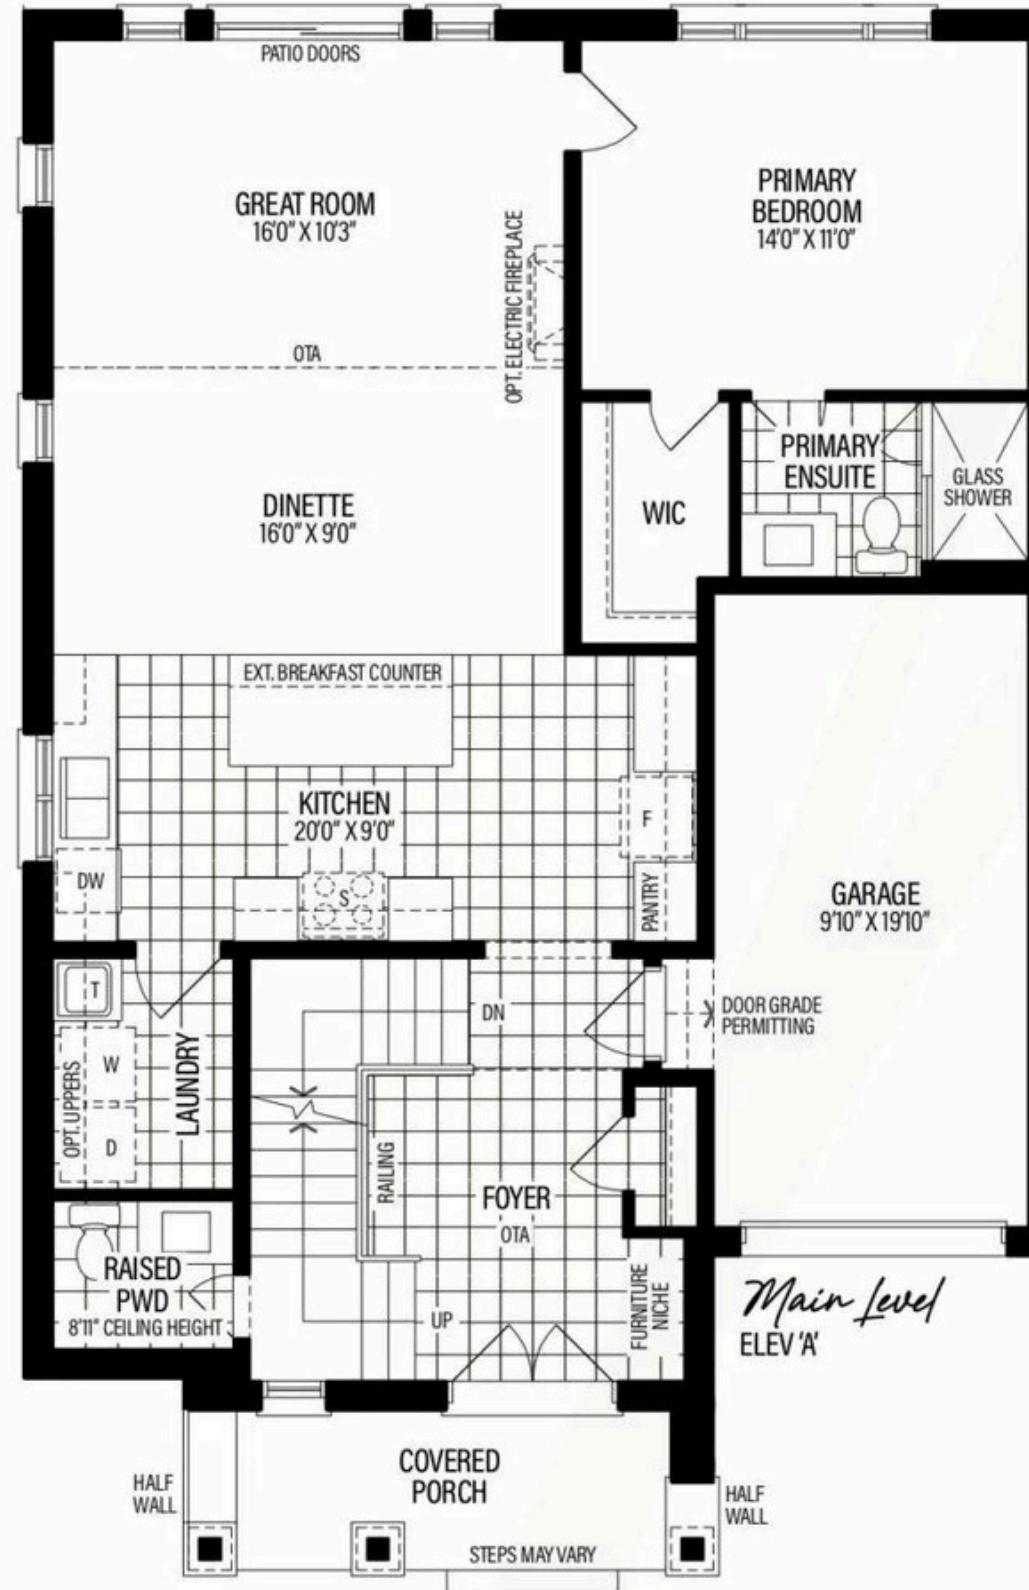 PATIO DOORS
GREAT ROOM
16'0" X 10'3"
PRIMARY
BEDROOM
14'0" X 11'0"
OPT. ELECTRIC FIREPLACE
OTA
DINETTE
16'0" X 9'0"
WIC
PRIMARY
ENSUITE
GLASS
SHOWER
EXT. BREAKFAST COUNTER
KITCHEN
20'0" X 9'0"
F
DW
S
PANTRY
GARAGE
9'10" X 19'10"
T
W
D
OPT. UPPERS
LAUNDRY
DN
DOOR GRADE
PERMITTING
RAILING
FOYER
OTA
RAISED
PWD
8'11" CEILING HEIGHT
UP
FURNITURE
NICHE
Main Level
ELEV 'A'
COVERED
PORCH
HALF
WALL
HALF
WALL
STEPS MAY VARY